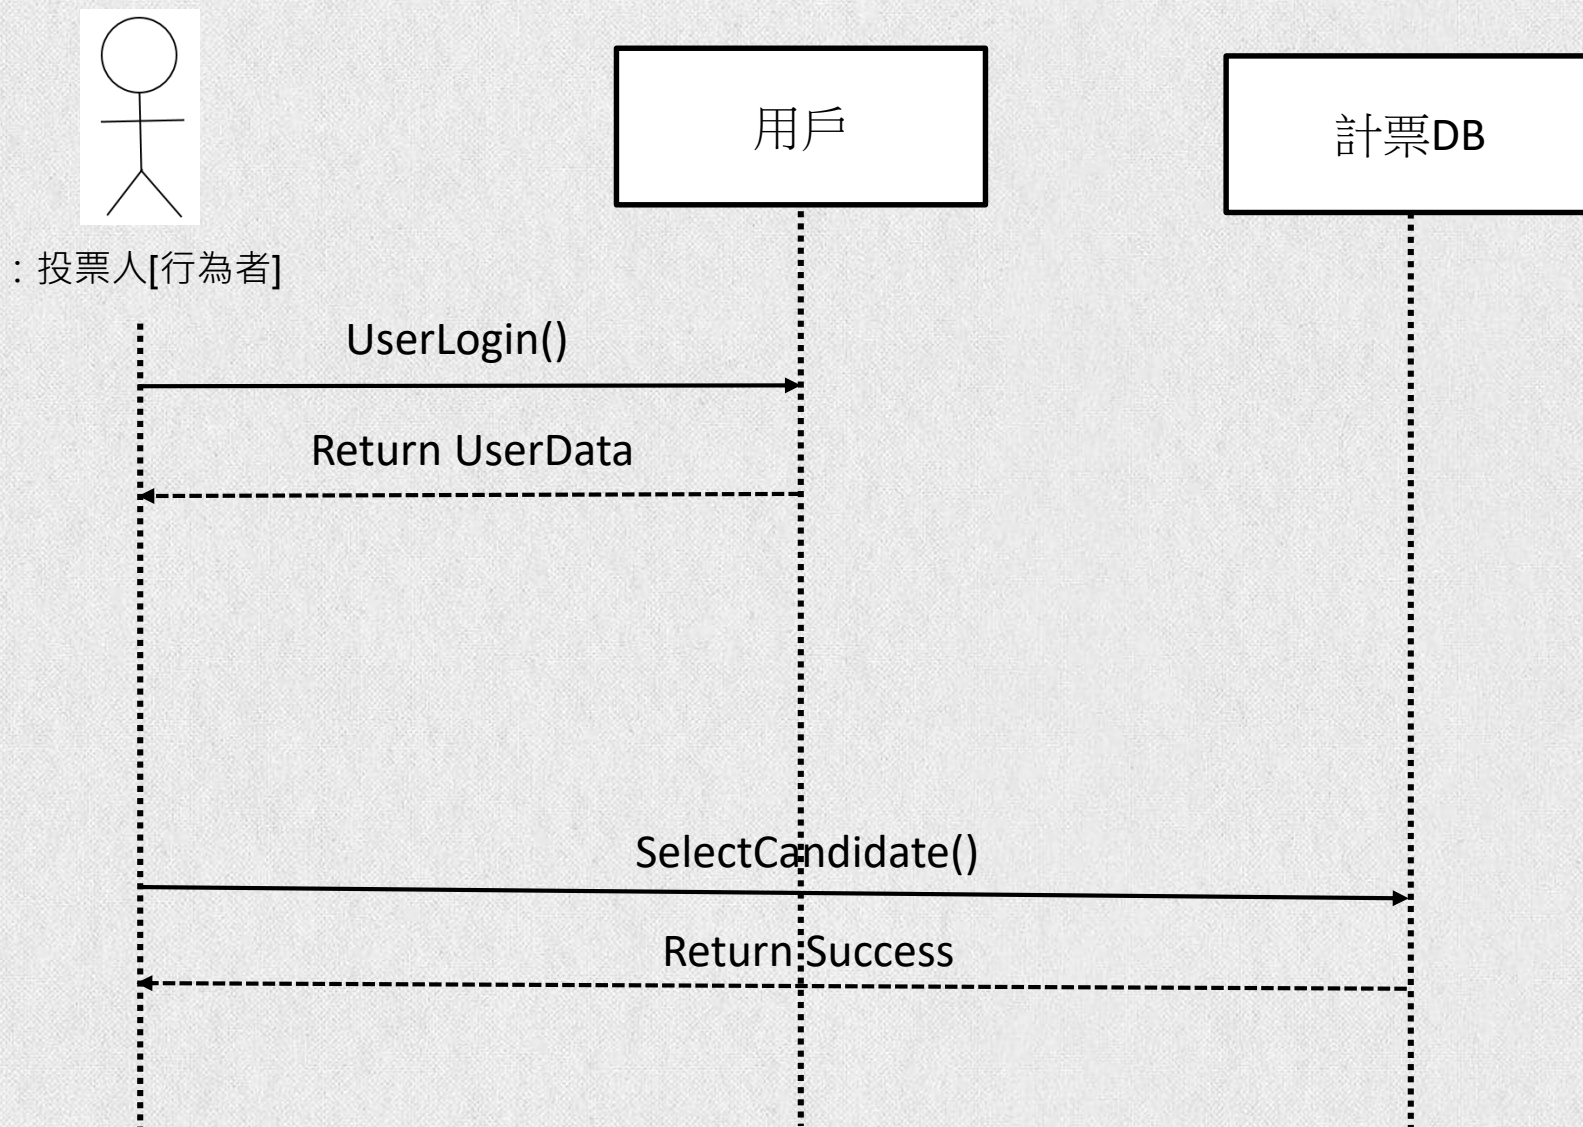 用戶
計票DB
：投票人[行為者]
UserLogin()
Return UserData
SelectCandidate()
Return Success